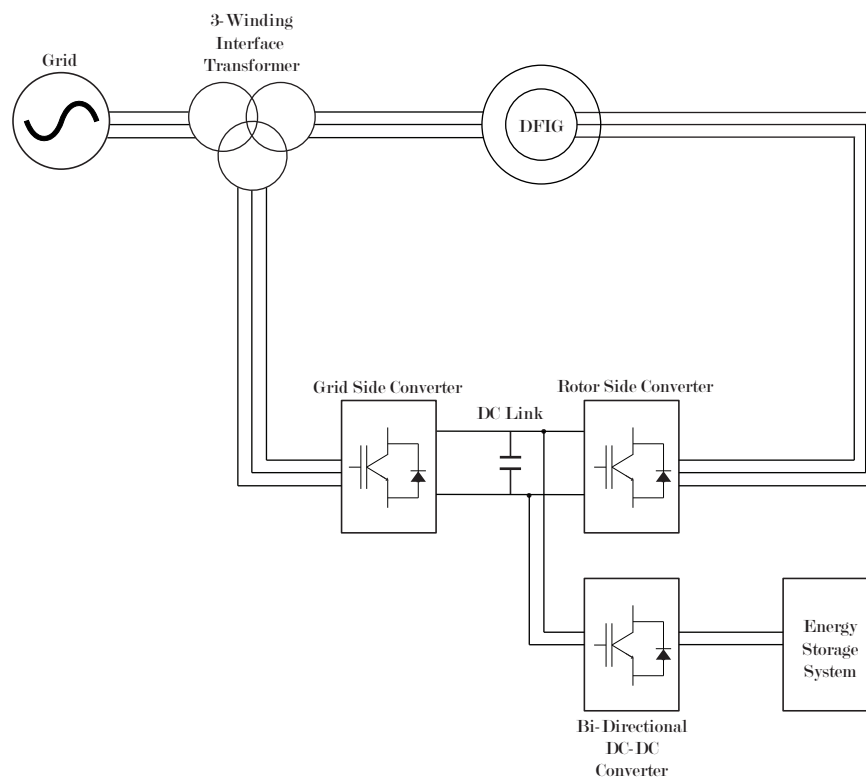 3-Winding
Interface
Transformer
Grid
DFIG
Grid Side Converter
DC Link
Rotor Side Converter
Energy
Storage
System
Bi-Directional
DC-DC
Converter